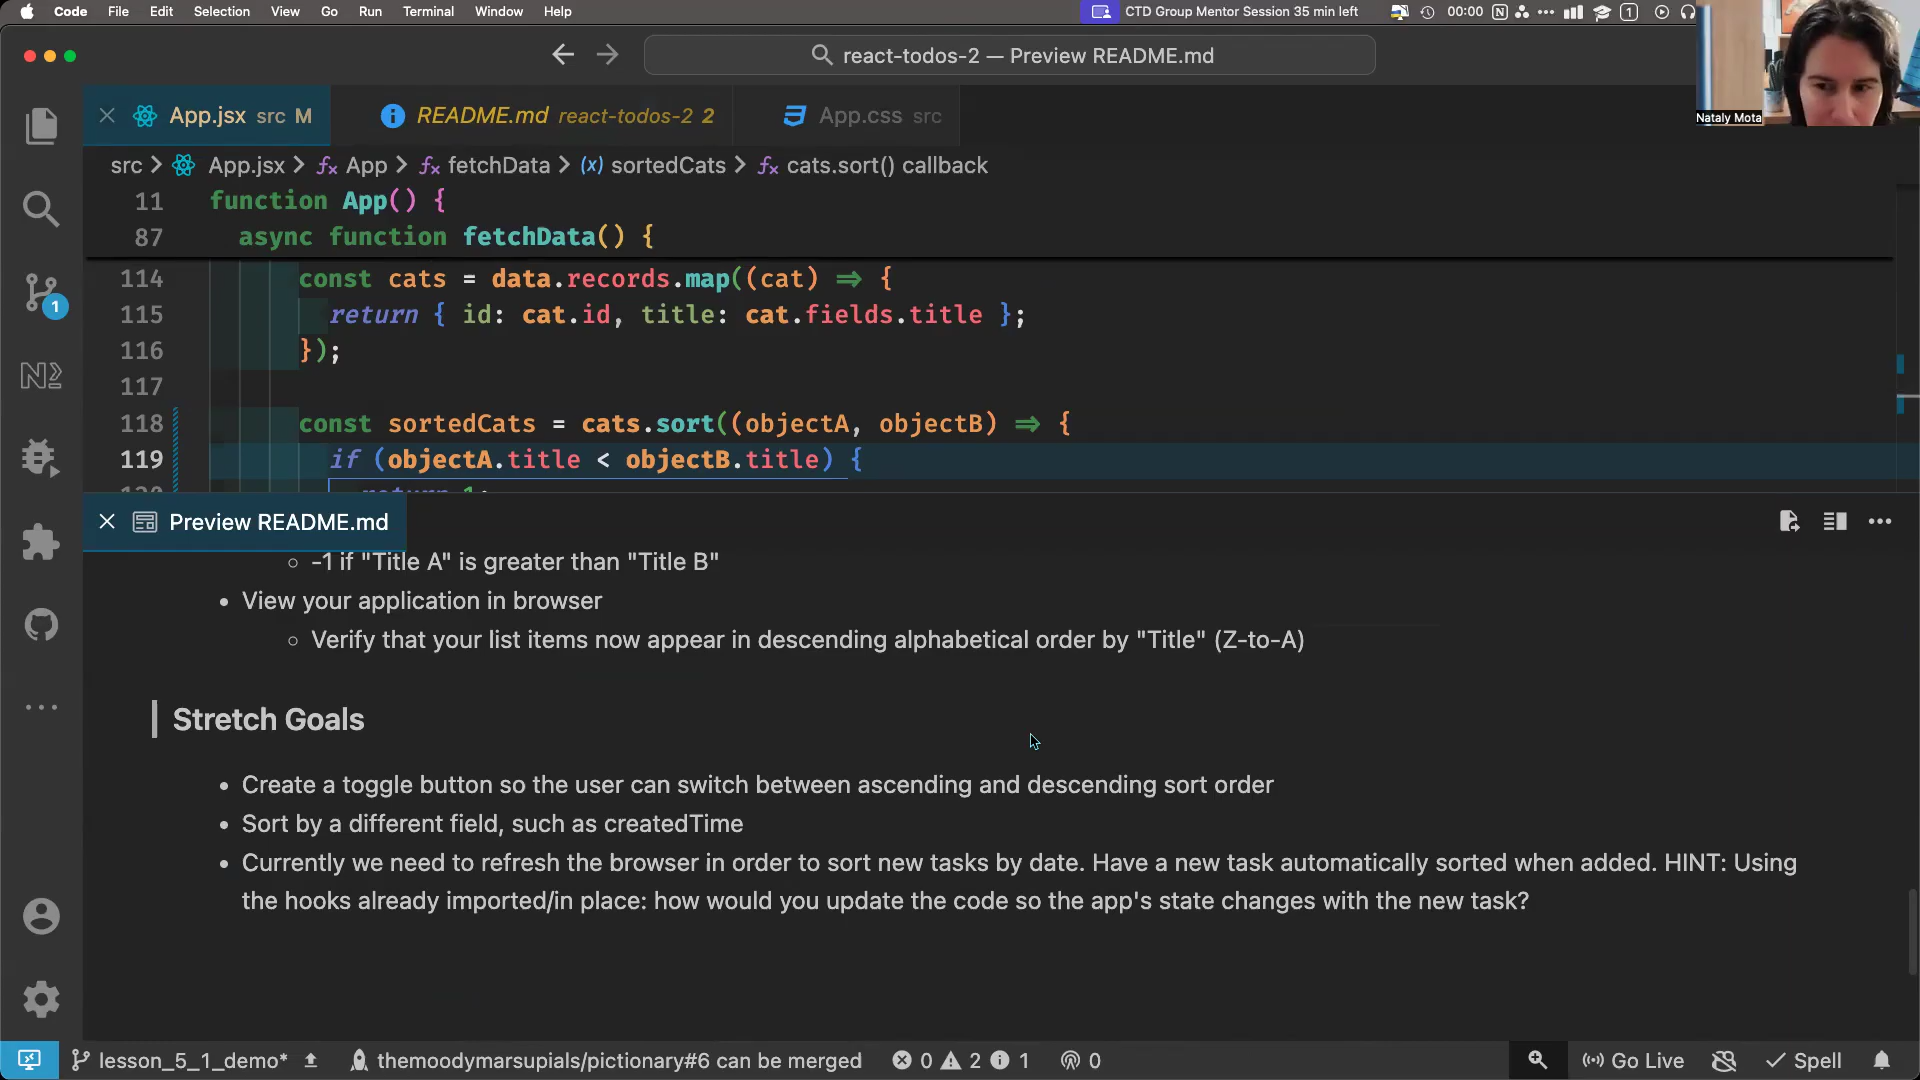 Code File Edit Selection View Go Run Terminal Window Help CTD Group Mentor Session 35 min left 00:00 1
react-todos-2 — Preview README.md
Nataly Mota
App.jsx src M README.md react-todos-2 2 App.css src
src > App.jsx > App > fetchData > sortedCats > cats.sort() callback
11 function App() {
87 async function fetchData() {
114 const cats = data.records.map((cat) => {
115 return { id: cat.id, title: cat.fields.title };
116 });
117
118 const sortedCats = cats.sort((objectA, objectB) => {
119 if (objectA.title < objectB.title) {
120 return 1;
1
Preview README.md
-1 if "Title A" is greater than "Title B"
View your application in browser
Verify that your list items now appear in descending alphabetical order by "Title" (Z-to-A)
Stretch Goals
Create a toggle button so the user can switch between ascending and descending sort order
Sort by a different field, such as createdTime
Currently we need to refresh the browser in order to sort new tasks by date. Have a new task automatically sorted when added. HINT: Using
the hooks already imported/in place: how would you update the code so the app's state changes with the new task?
lesson_5_1_demo* themoodymarsupials/pictionary#6 can be merged 0 2 1 0 Go Live Spell